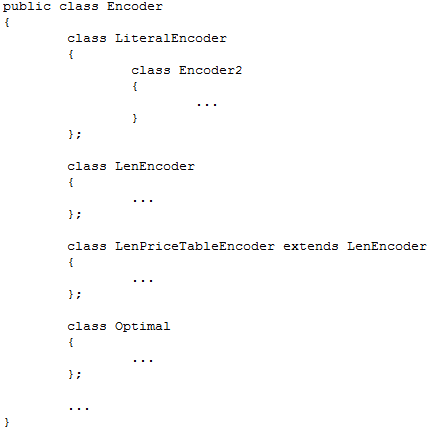 public class Encoder
{
class LiteralEncoder
{
class Encoder2
{
...
}
};
class LenEncoder
{
...
};
class LenPriceTableEncoder extends LenEncoder
{
...
};
class Optimal
{
...
};
...
}